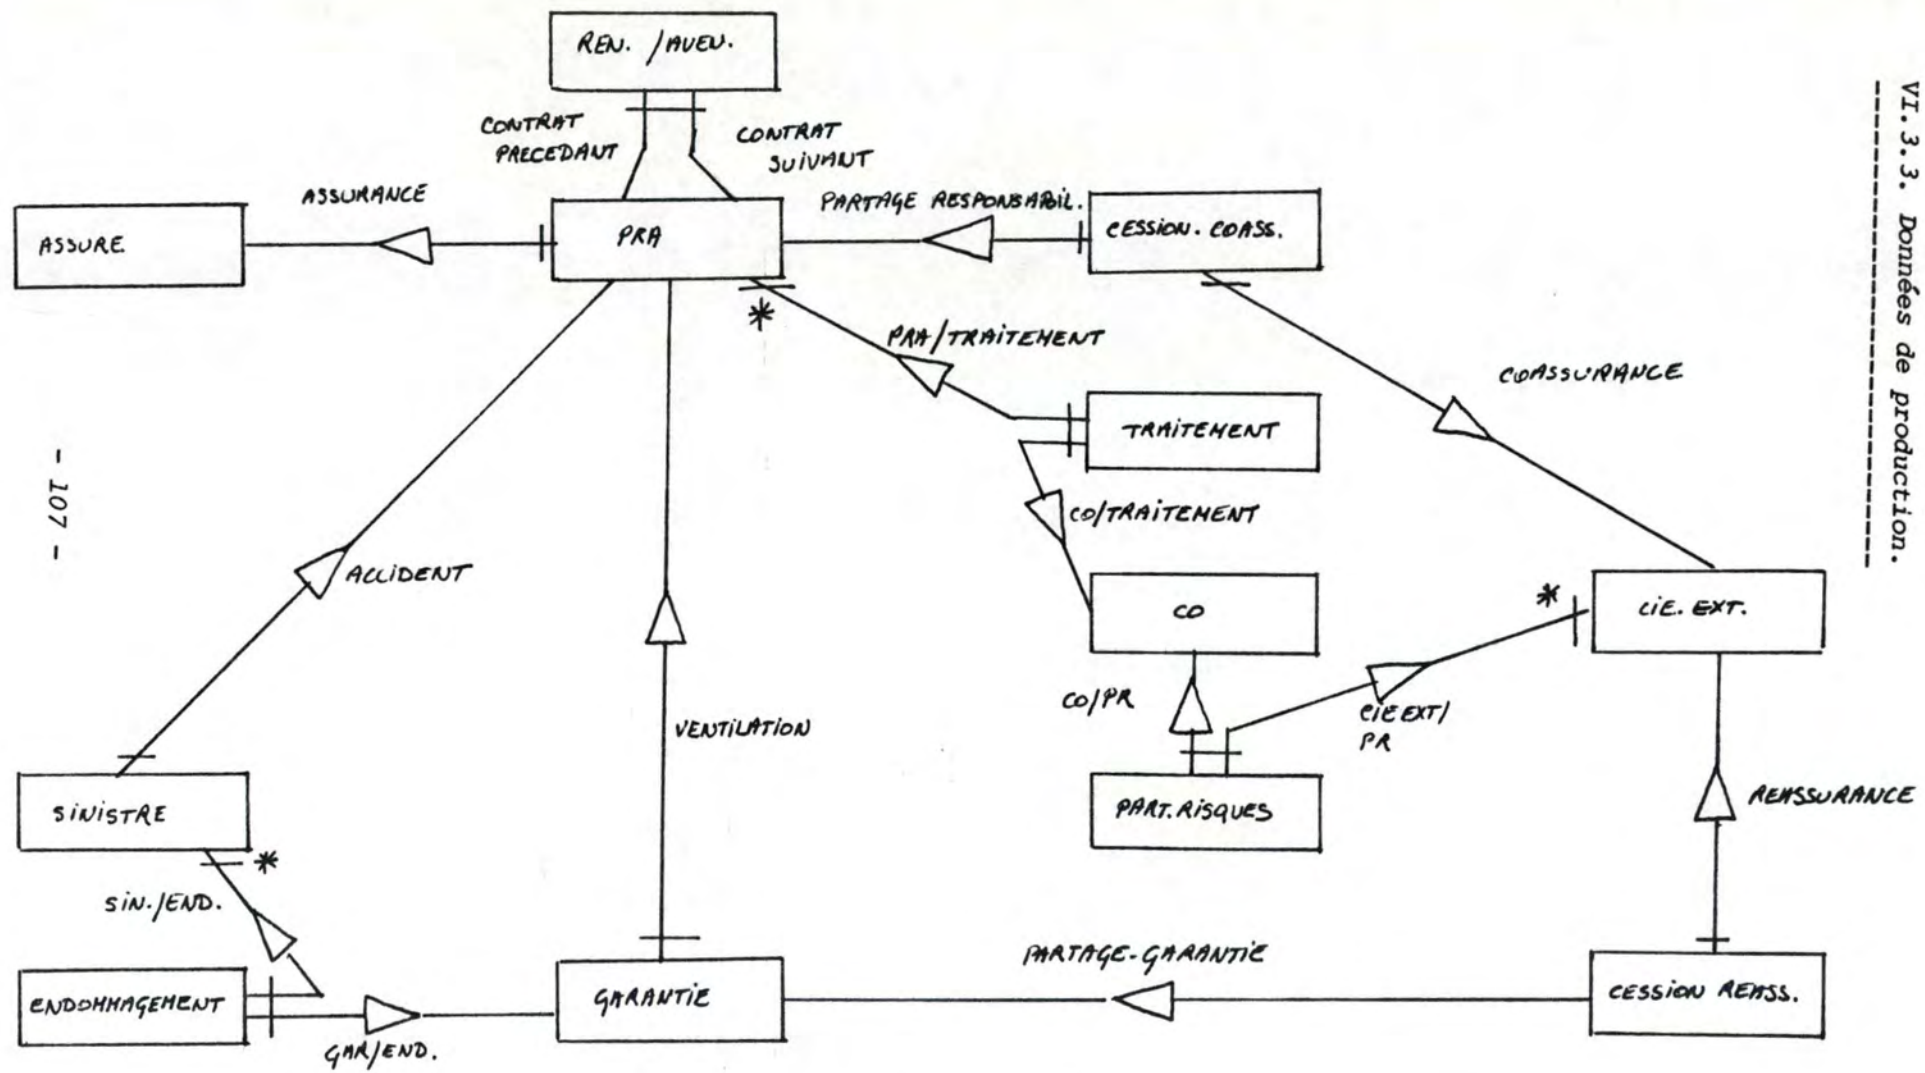 VI.3.3. Données de production.
REN. / AVEN.
CONTRAT
PRECEDANT
CONTRAT
SUIVANT
ASSURANCE
PARTAGE RESPONSABIL.
ASSURE
PRA
CESSION. COASS.
*
PRA/TRAITEMENT
COASSURANCE
TRAITEMENT
CO/TRAITEMENT
ACCIDENT
CO
*
CIE. EXT.
CO/PR
CIE EXT/
PR
VENTILATION
SINISTRE
PART. RISQUES
REASSURANCE
*
SIN./END.
PARTAGE-GARANTIE
ENDOMMAGEMENT
GARANTIE
CESSION REASS.
GAR/END.
- 107 -